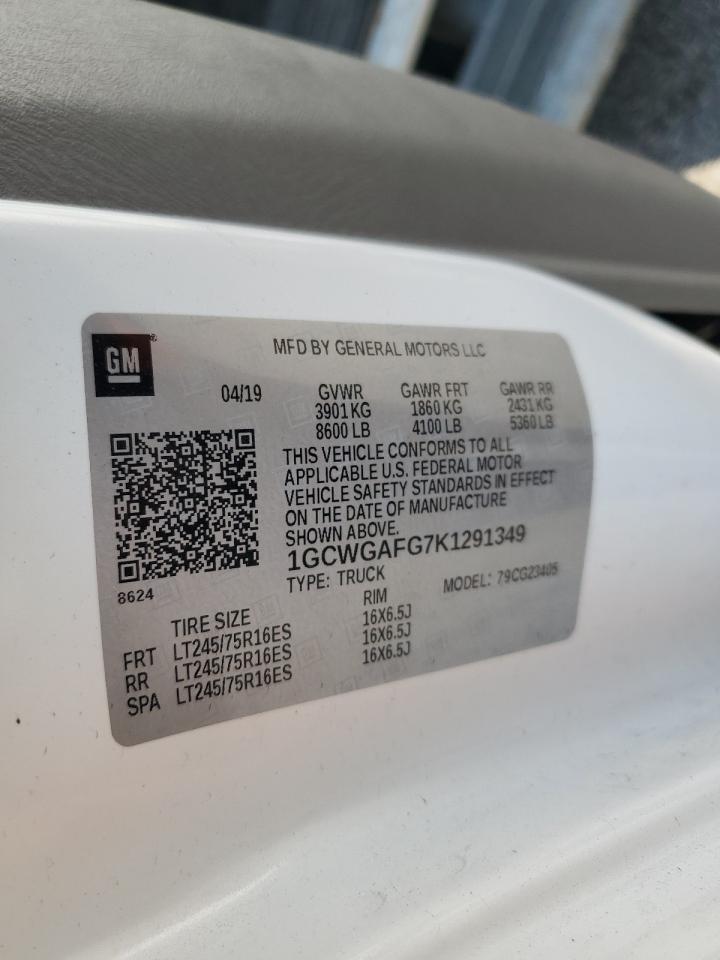 GM®
MFD BY GENERAL MOTORS LLC
04/19 GVWR GAWR FRT GAWR RR
3901 KG 1860 KG 2431 KG
8600 LB 4100 LB 5360 LB
THIS VEHICLE CONFORMS TO ALL
APPLICABLE U.S. FEDERAL MOTOR
VEHICLE SAFETY STANDARDS IN EFFECT
ON THE DATE OF MANUFACTURE
SHOWN ABOVE.
1GCWGAFG7K1291349
8624 TYPE: TRUCK MODEL: 79CG23405
TIRE SIZE RIM
FRT LT245/75R16ES 16X6.5J
RR LT245/75R16ES 16X6.5J
SPA LT245/75R16ES 16X6.5J